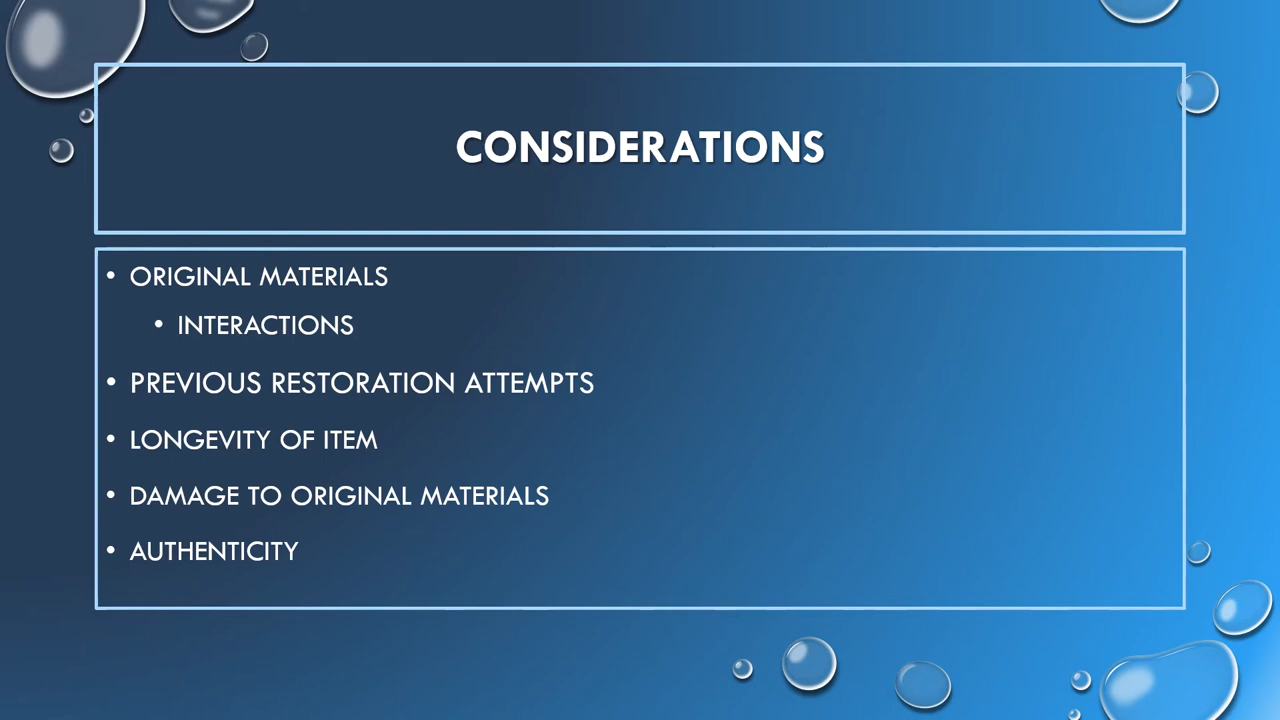 CONSIDERATIONS
• ORIGINAL MATERIALS
• INTERACTIONS
• PREVIOUS RESTORATION ATTEMPTS
• LONGEVITY OF ITEM
• DAMAGE TO ORIGINAL MATERIALS
• AUTHENTICITY